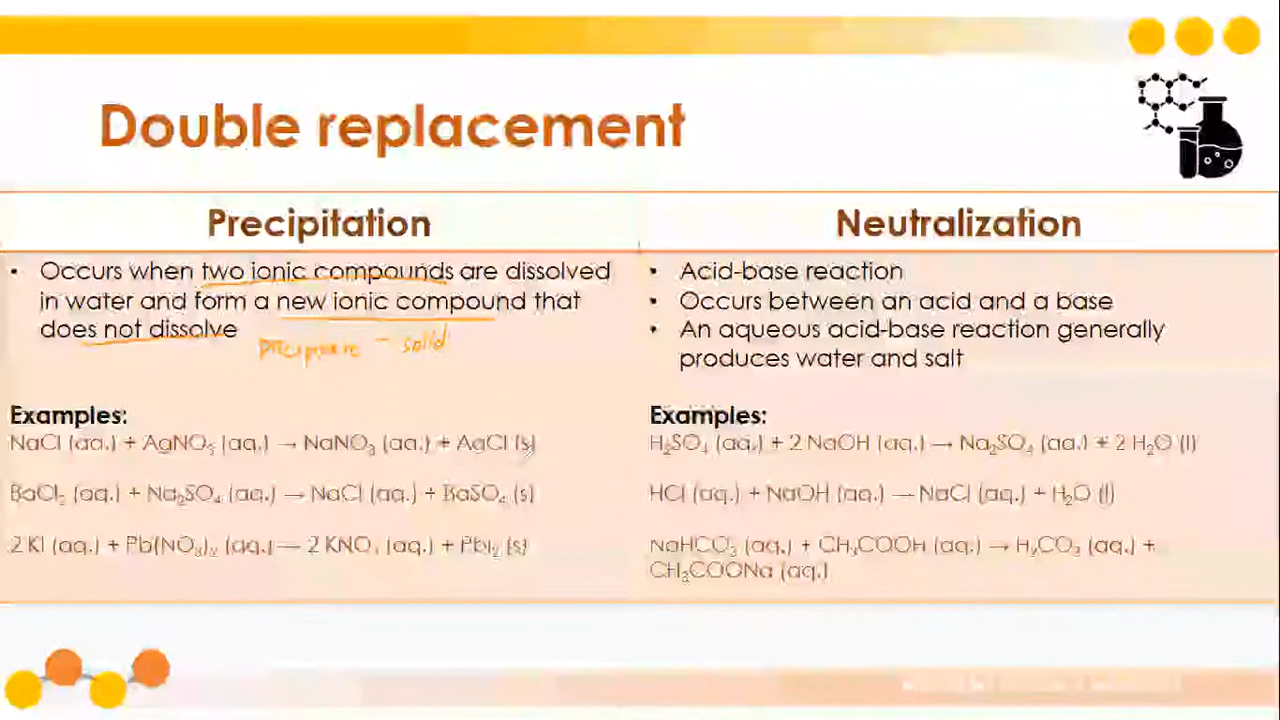 Double replacement
Precipitation
Occurs when two ionic compounds are dissolved
in water and form a new ionic compound that
does not dissolve
precipitate - solid
Examples:
NaCl (aq.) + AgNO₃ (aq.) → NaNO₃ (aq.) + AgCl (s)
BaCl₂ (aq.) + Na₂SO₄ (aq.) → NaCl (aq.) + BaSO₄ (s)
2 KI (aq.) + Pb(NO₃)₂ (aq.) → 2 KNO₃ (aq.) + PbI₂ (s)
Neutralization
Acid-base reaction
Occurs between an acid and a base
An aqueous acid-base reaction generally
produces water and salt
Examples:
H₂SO₄ (aq.) + 2 NaOH (aq.) → Na₂SO₄ (aq.) + 2 H₂O (l)
HCl (aq.) + NaOH (aq.) → NaCl (aq.) + H₂O (l)
NaHCO₃ (aq.) + CH₃COOH (aq.) → H₂CO₃ (aq.) +
CH₃COONa (aq.)